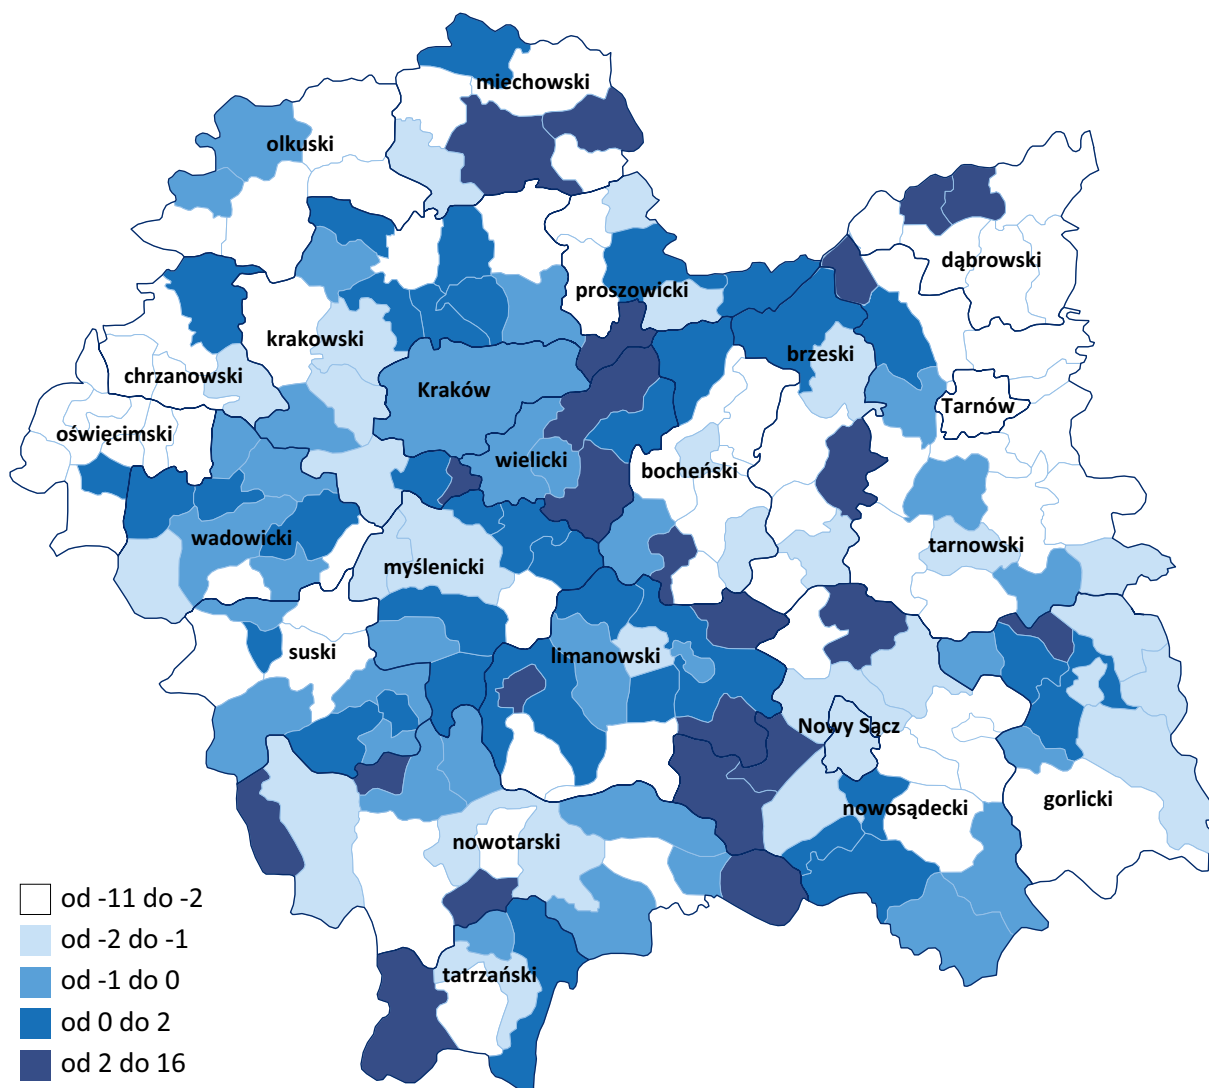 miechowski
olkuski
dąbrowski
proszowicki
krakowski
brzeski
chrzanowski
Kraków
Tarnów
oświęcimski
wielicki
bocheński
wadowicki
tarnowski
myślenicki
suski
limanowski
Nowy Sącz
gorlicki
nowosądecki
nowotarski
tatrzański
od -11 do -2
od -2 do -1
od -1 do 0
od 0 do 2
od 2 do 16